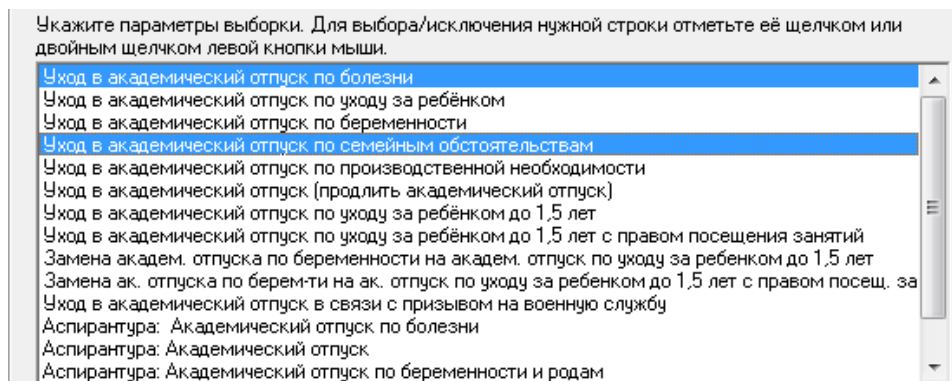 Укажите параметры выборки. Для выбора/исключения нужной строки отметьте её щелчком или
двойным щелчком левой кнопки мыши.
Уход в академический отпуск по болезни
Уход в академический отпуск по уходу за ребёнком
Уход в академический отпуск по беременности
Уход в академический отпуск по семейным обстоятельствам
Уход в академический отпуск по производственной необходимости
Уход в академический отпуск (продлить академический отпуск)
Уход в академический отпуск по уходу за ребёнком до 1,5 лет
Уход в академический отпуск по уходу за ребёнком до 1,5 лет с правом посещения занятий
Замена академ. отпуска по беременности на академ. отпуск по уходу за ребенком до 1,5 лет
Замена ак. отпуска по берем-ти на ак. отпуск по уходу за ребенком до 1,5 лет с правом посещ. за
Уход в академический отпуск в связи с призывом на военную службу
Аспирантура:  Академический отпуск по болезни
Аспирантура: Академический отпуск
Аспирантура: Академический отпуск по беременности и родам